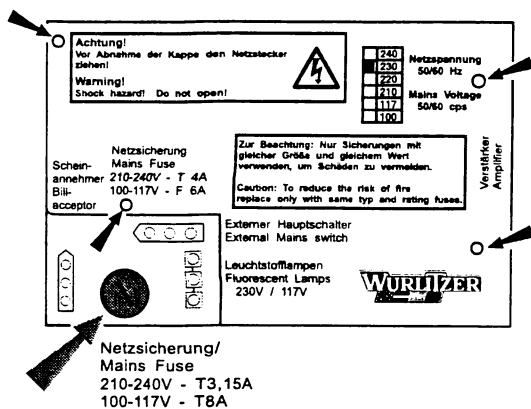 Achtung!
Vor Abnahme der Kappe den Netzstecker
ziehen!
Warning!
Shock hazard! Do not open!
240
230
220
210
117
100
Netzspannung
50/60 Hz
Mains Voltage
50/60 cps
Netzsicherung
Mains Fuse
210-240V - T 4A
100-117V - F 6A
Schein-
annehmer
Bill-
acceptor
Zur Beachtung: Nur Sicherungen mit
gleicher Größe und gleichem Wert
verwenden, um Schäden zu vermeiden.
Caution: To reduce the risk of fire
replace only with same typ and rating fuses.
Verstärker
Amplifier
Externer Hauptschalter
External Mains switch
Leuchtstofflampen
Fluorescent Lamps
230V / 117V
WURLITZER
Netzsicherung/
Mains Fuse
210-240V - T3,15A
100-117V - T8A